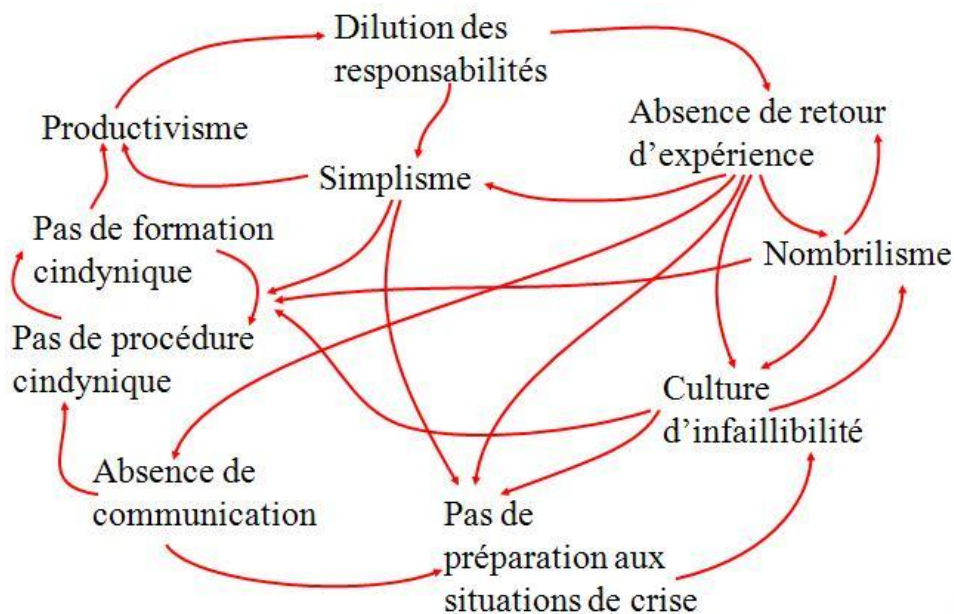 Dilution des
responsabilités
Productivisme
Absence de retour
d’expérience
Simplisme
Pas de formation
cindynique
Nombrilisme
Pas de procédure
cindynique
Culture
d’infaillibilité
Absence de
communication
Pas de
préparation aux
situations de crise